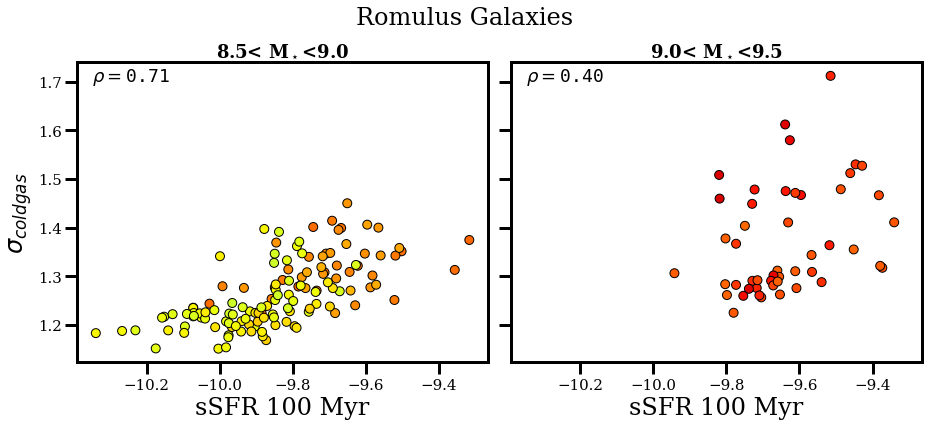 Romulus Galaxies
8.5< M⋆<9.0
9.0< M⋆<9.5
ρ = 0.71
ρ = 0.40
1.7
1.6
1.5
1.4
1.3
1.2
σcoldgas
−10.2 −10.0 −9.8 −9.6 −9.4
−10.2 −10.0 −9.8 −9.6 −9.4
sSFR 100 Myr
sSFR 100 Myr